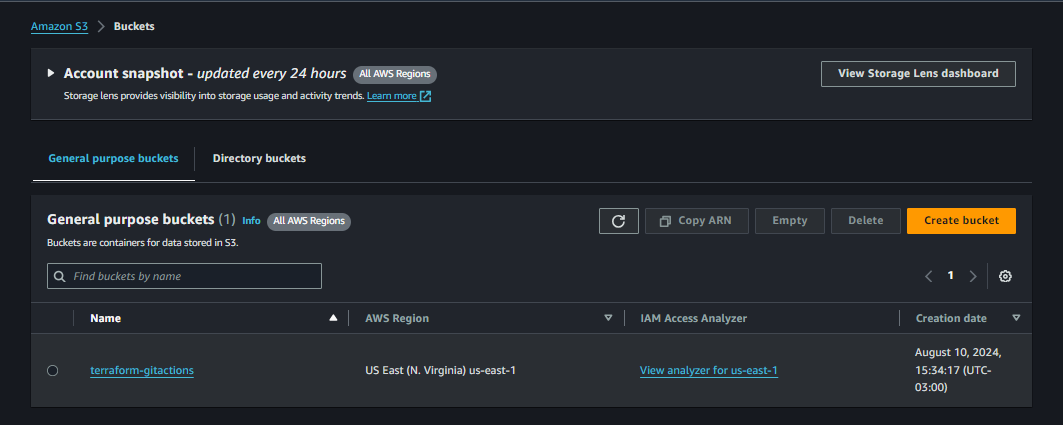 Amazon S3 > Buckets
Account snapshot - updated every 24 hours All AWS Regions View Storage Lens dashboard
Storage lens provides visibility into storage usage and activity trends. Learn more
General purpose buckets Directory buckets
General purpose buckets (1) Info All AWS Regions Copy ARN Empty Delete Create bucket
Buckets are containers for data stored in S3.
Find buckets by name 1
Name AWS Region IAM Access Analyzer Creation date
terraform-gitactions US East (N. Virginia) us-east-1 View analyzer for us-east-1 August 10, 2024,
15:34:17 (UTC-
03:00)